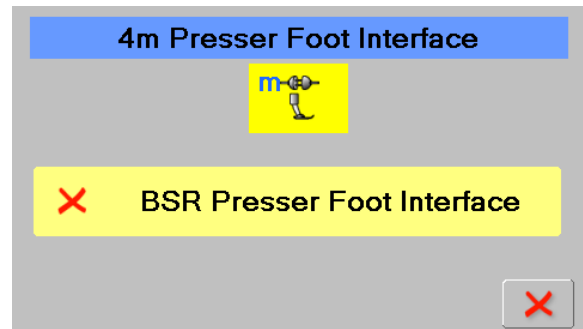 4m Presser Foot Interface
m
BSR Presser Foot Interface